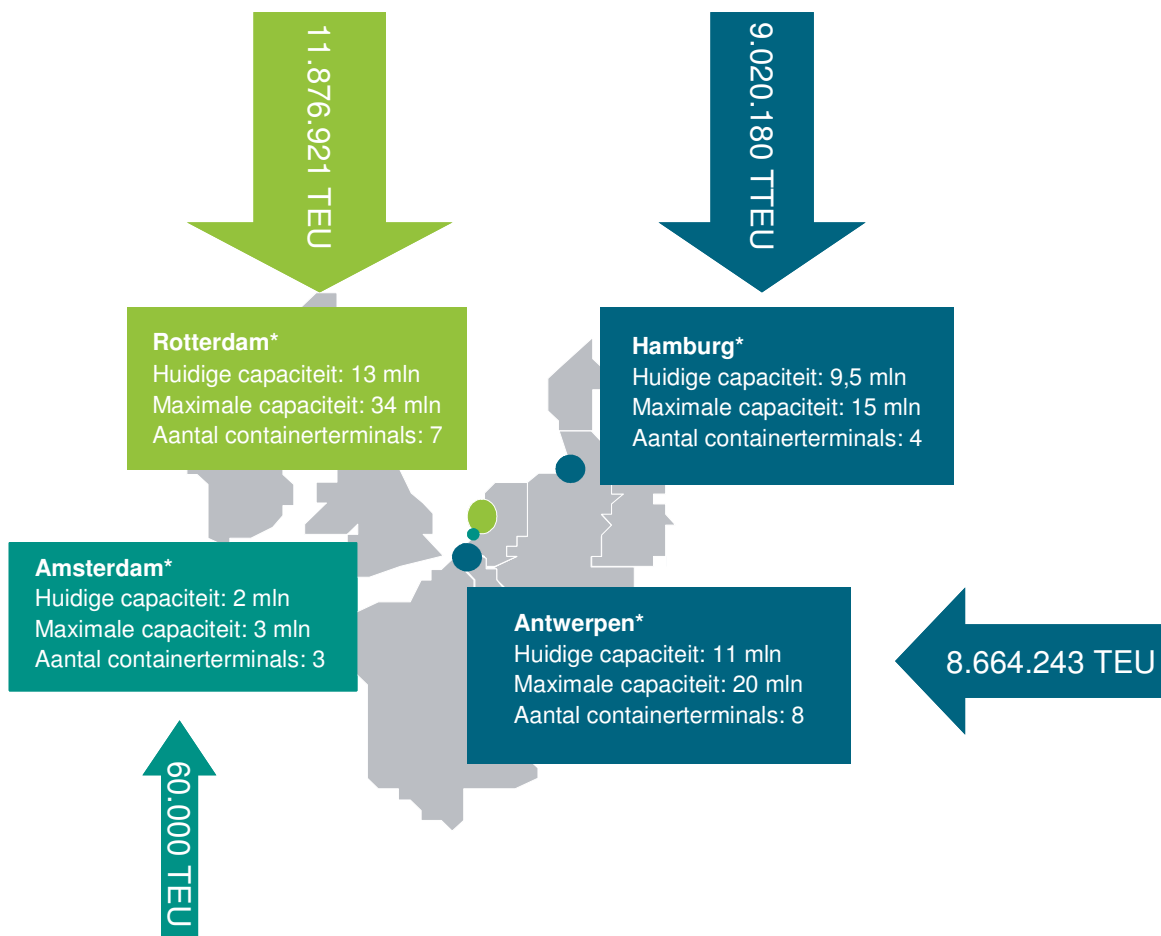 11.876.921 TEU
9.020.180 TTEU
Rotterdam*
Huidige capaciteit: 13 mln
Maximale capaciteit: 34 mln
Aantal containerterminals: 7
Hamburg*
Huidige capaciteit: 9,5 mln
Maximale capaciteit: 15 mln
Aantal containerterminals: 4
Amsterdam*
Huidige capaciteit: 2 mln
Maximale capaciteit: 3 mln
Aantal containerterminals: 3
Antwerpen*
Huidige capaciteit: 11 mln
Maximale capaciteit: 20 mln
Aantal containerterminals: 8
8.664.243 TEU
60.000 TEU